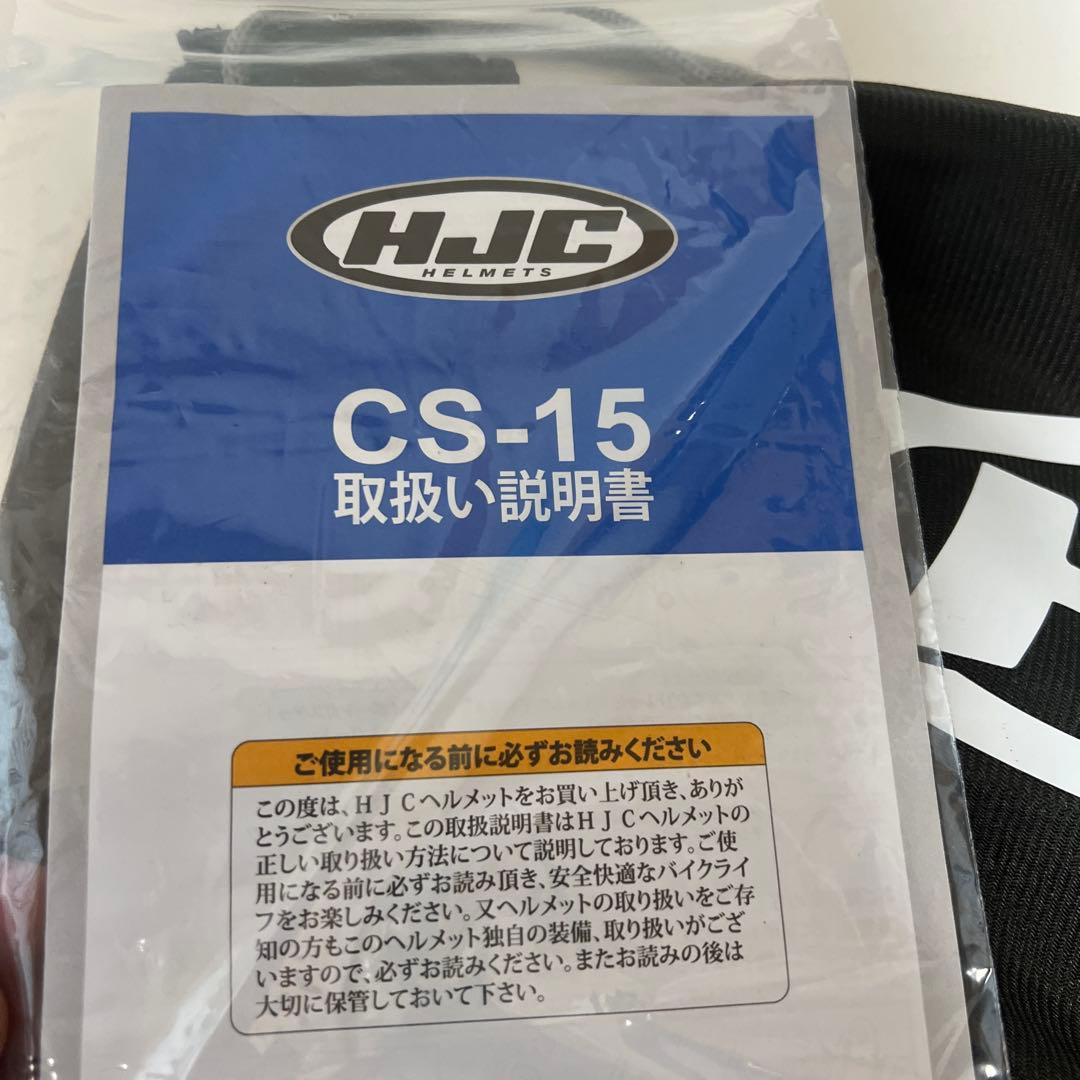 HJC
HELMETS
CS-15
取扱い説明書
ご使用になる前に必ずお読みください
この度は、ＨＪＣヘルメットをお買い上げ頂き、ありが
とうございます。この取扱説明書はＨＪＣヘルメットの
正しい取り扱い方法について説明しております。ご使
用になる前に必ずお読み頂き、安全快適なバイクライ
フをお楽しみください。又ヘルメットの取り扱いをご存
知の方もこのヘルメット独自の装備、取り扱いがござ
いますので、必ずお読みください。またお読みの後は
大切に保管しておいて下さい。